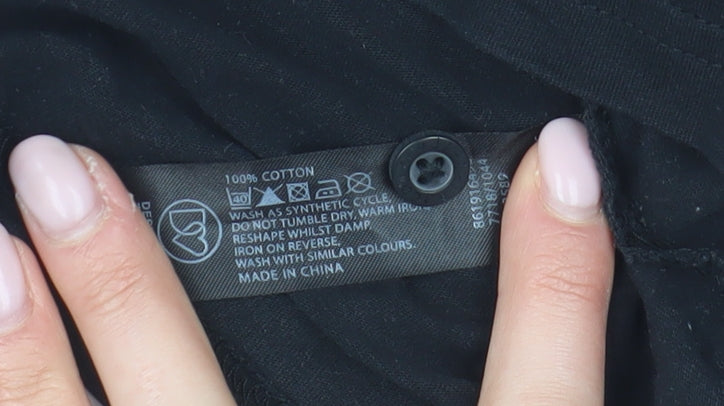 100% COTTON
40
WASH AS SYNTHETIC CYCLE,
DO NOT TUMBLE DRY, WARM IRON,
RESHAPE WHILST DAMP
IRON ON REVERSE,
WASH WITH SIMILAR COLOURS.
MADE IN CHINA